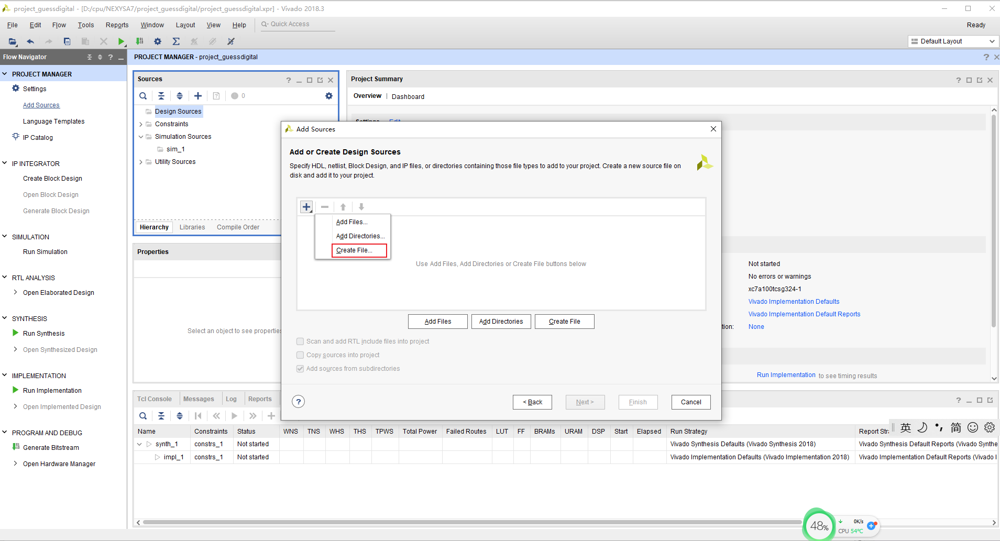 project_guessdigital - [D:/cpu/NEXYSA7/project_guessdigital/project_guessdigital.xpr] - Vivado 2018.3
File Edit Flow Tools Reports Window Layout View Help Quick Access Ready
Default Layout
Flow Navigator
PROJECT MANAGER
Settings
Add Sources
Language Templates
IP Catalog
IP INTEGRATOR
Create Block Design
Open Block Design
Generate Block Design
SIMULATION
Run Simulation
RTL ANALYSIS
Open Elaborated Design
SYNTHESIS
Run Synthesis
Open Synthesized Design
IMPLEMENTATION
Run Implementation
Open Implemented Design
PROGRAM AND DEBUG
Generate Bitstream
Open Hardware Manager
PROJECT MANAGER - project_guessdigital
Sources
0
Design Sources
Constraints
Simulation Sources
sim_1
Utility Sources
Hierarchy Libraries Compile Order
Properties
Select an object to see properties
Project Summary
Overview | Dashboard
Settings Edit
Not started
No errors or warnings
xc7a100tcsg324-1
Vivado Implementation Defaults
Vivado Implementation Default Reports
tion: None
Run Implementation to see timing results
Add Sources
Add or Create Design Sources
Specify HDL, netlist, Block Design, and IP files, or directories containing those file types to add to your project. Create a new source file on
disk and add it to your project.
Add Files...
Add Directories...
Create File...
Use Add Files, Add Directories or Create File buttons below
Add Files Add Directories Create File
Scan and add RTL include files into project
Copy sources into project
Add sources from subdirectories
? < Back Next > Finish Cancel
Tcl Console Messages Log Reports
Name Constraints Status WNS TNS WHS THS TPWS Total Power Failed Routes LUT FF BRAMs URAM DSP Start Elapsed Run Strategy Report Stra
synth_1 constrs_1 Not started Vivado Synthesis Defaults (Vivado Synthesis 2018) Vivado Synthesis Default Reports (Vivado Synthe
impl_1 constrs_1 Not started Vivado Implementation Defaults (Vivado Implementation 2018) Vivado Implementation Default Reports (Vivado I
英 简
48% 0K/s
CPU 54℃